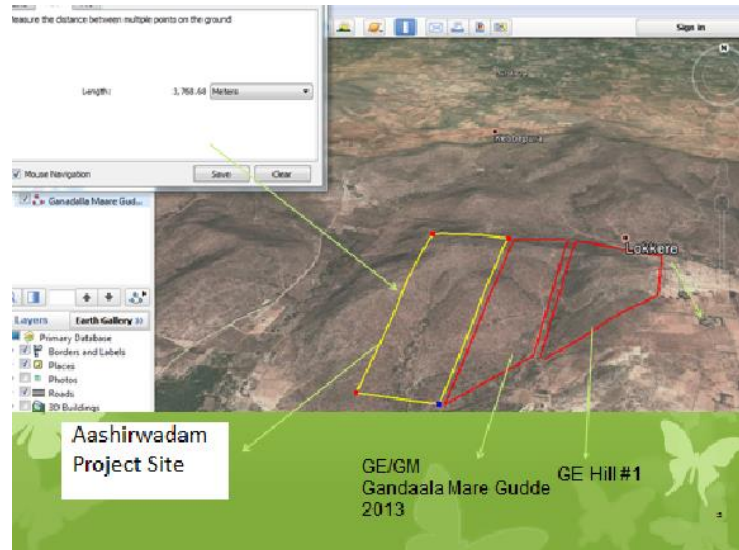 Measure the distance between multiple points on the ground
Length:
3,768.68
Meters
Mouse Navigation
Save
Clear
Sign in
N
Ganadalla Maare Gud...
Lokkere
Layers
Earth Gallery
Primary Database
Borders and Labels
Places
Photos
Roads
3D Buildings
Aashirwadam
Project Site
GE/GM
Gandaala Mare Gudde
2013
GE Hill #1